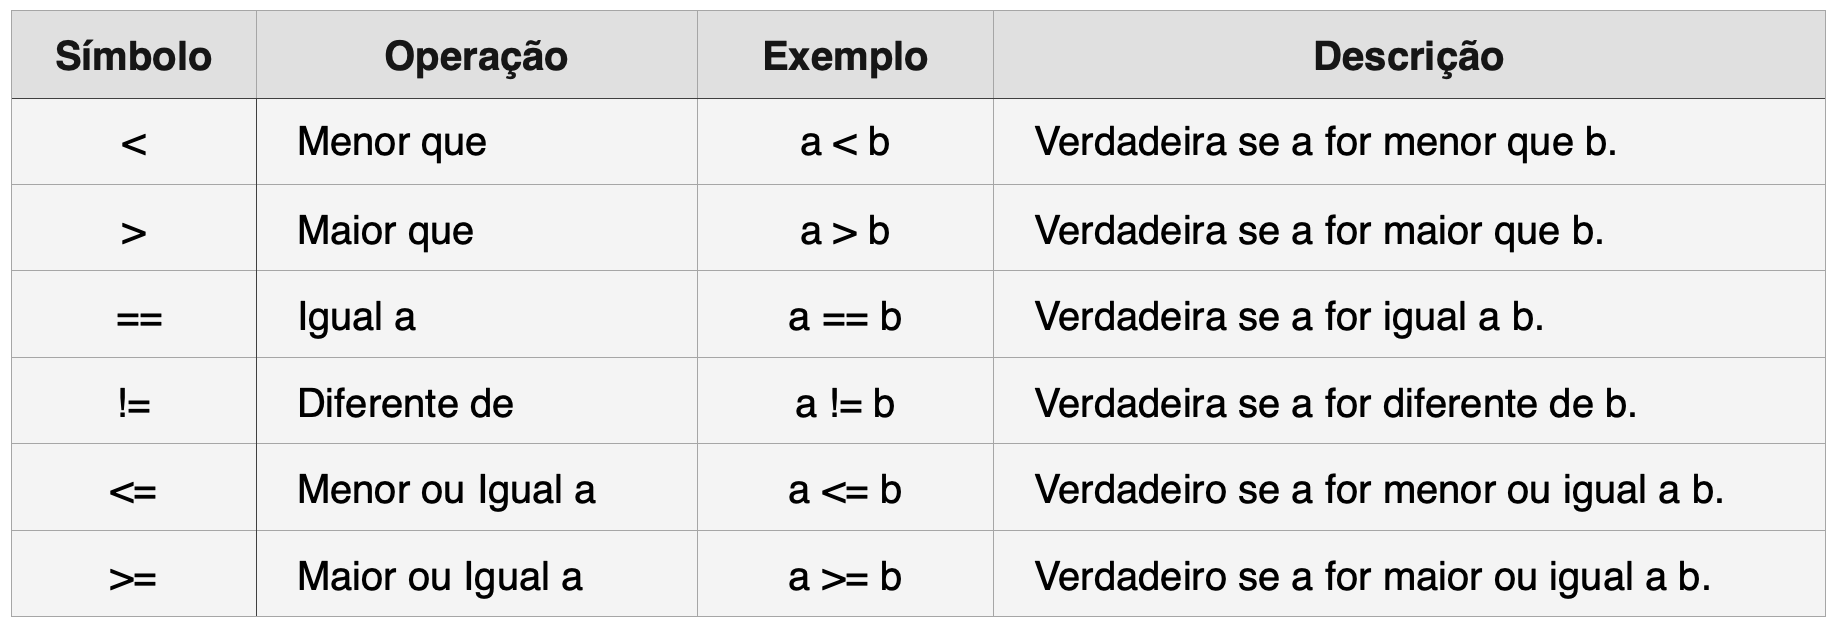 Símbolo Operação Exemplo Descrição
< Menor que a < b Verdadeira se a for menor que b.
> Maior que a > b Verdadeira se a for maior que b.
== Igual a a == b Verdadeira se a for igual a b.
!= Diferente de a != b Verdadeira se a for diferente de b.
<= Menor ou Igual a a <= b Verdadeiro se a for menor ou igual a b.
>= Maior ou Igual a a >= b Verdadeiro se a for maior ou igual a b.